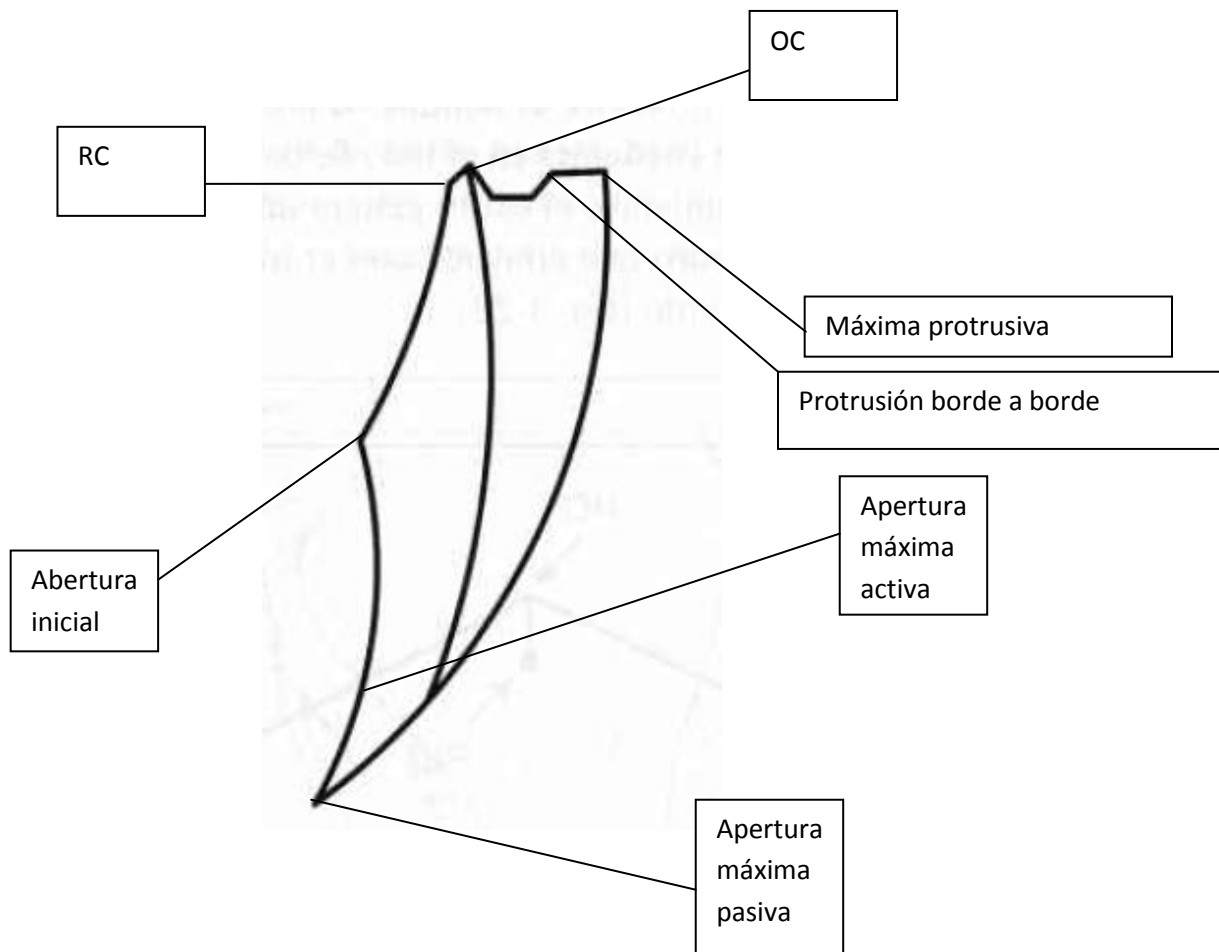 OC
RC
Máxima protrusiva
Protrusión borde a borde
Apertura
máxima
activa
Abertura
inicial
Apertura
máxima
pasiva